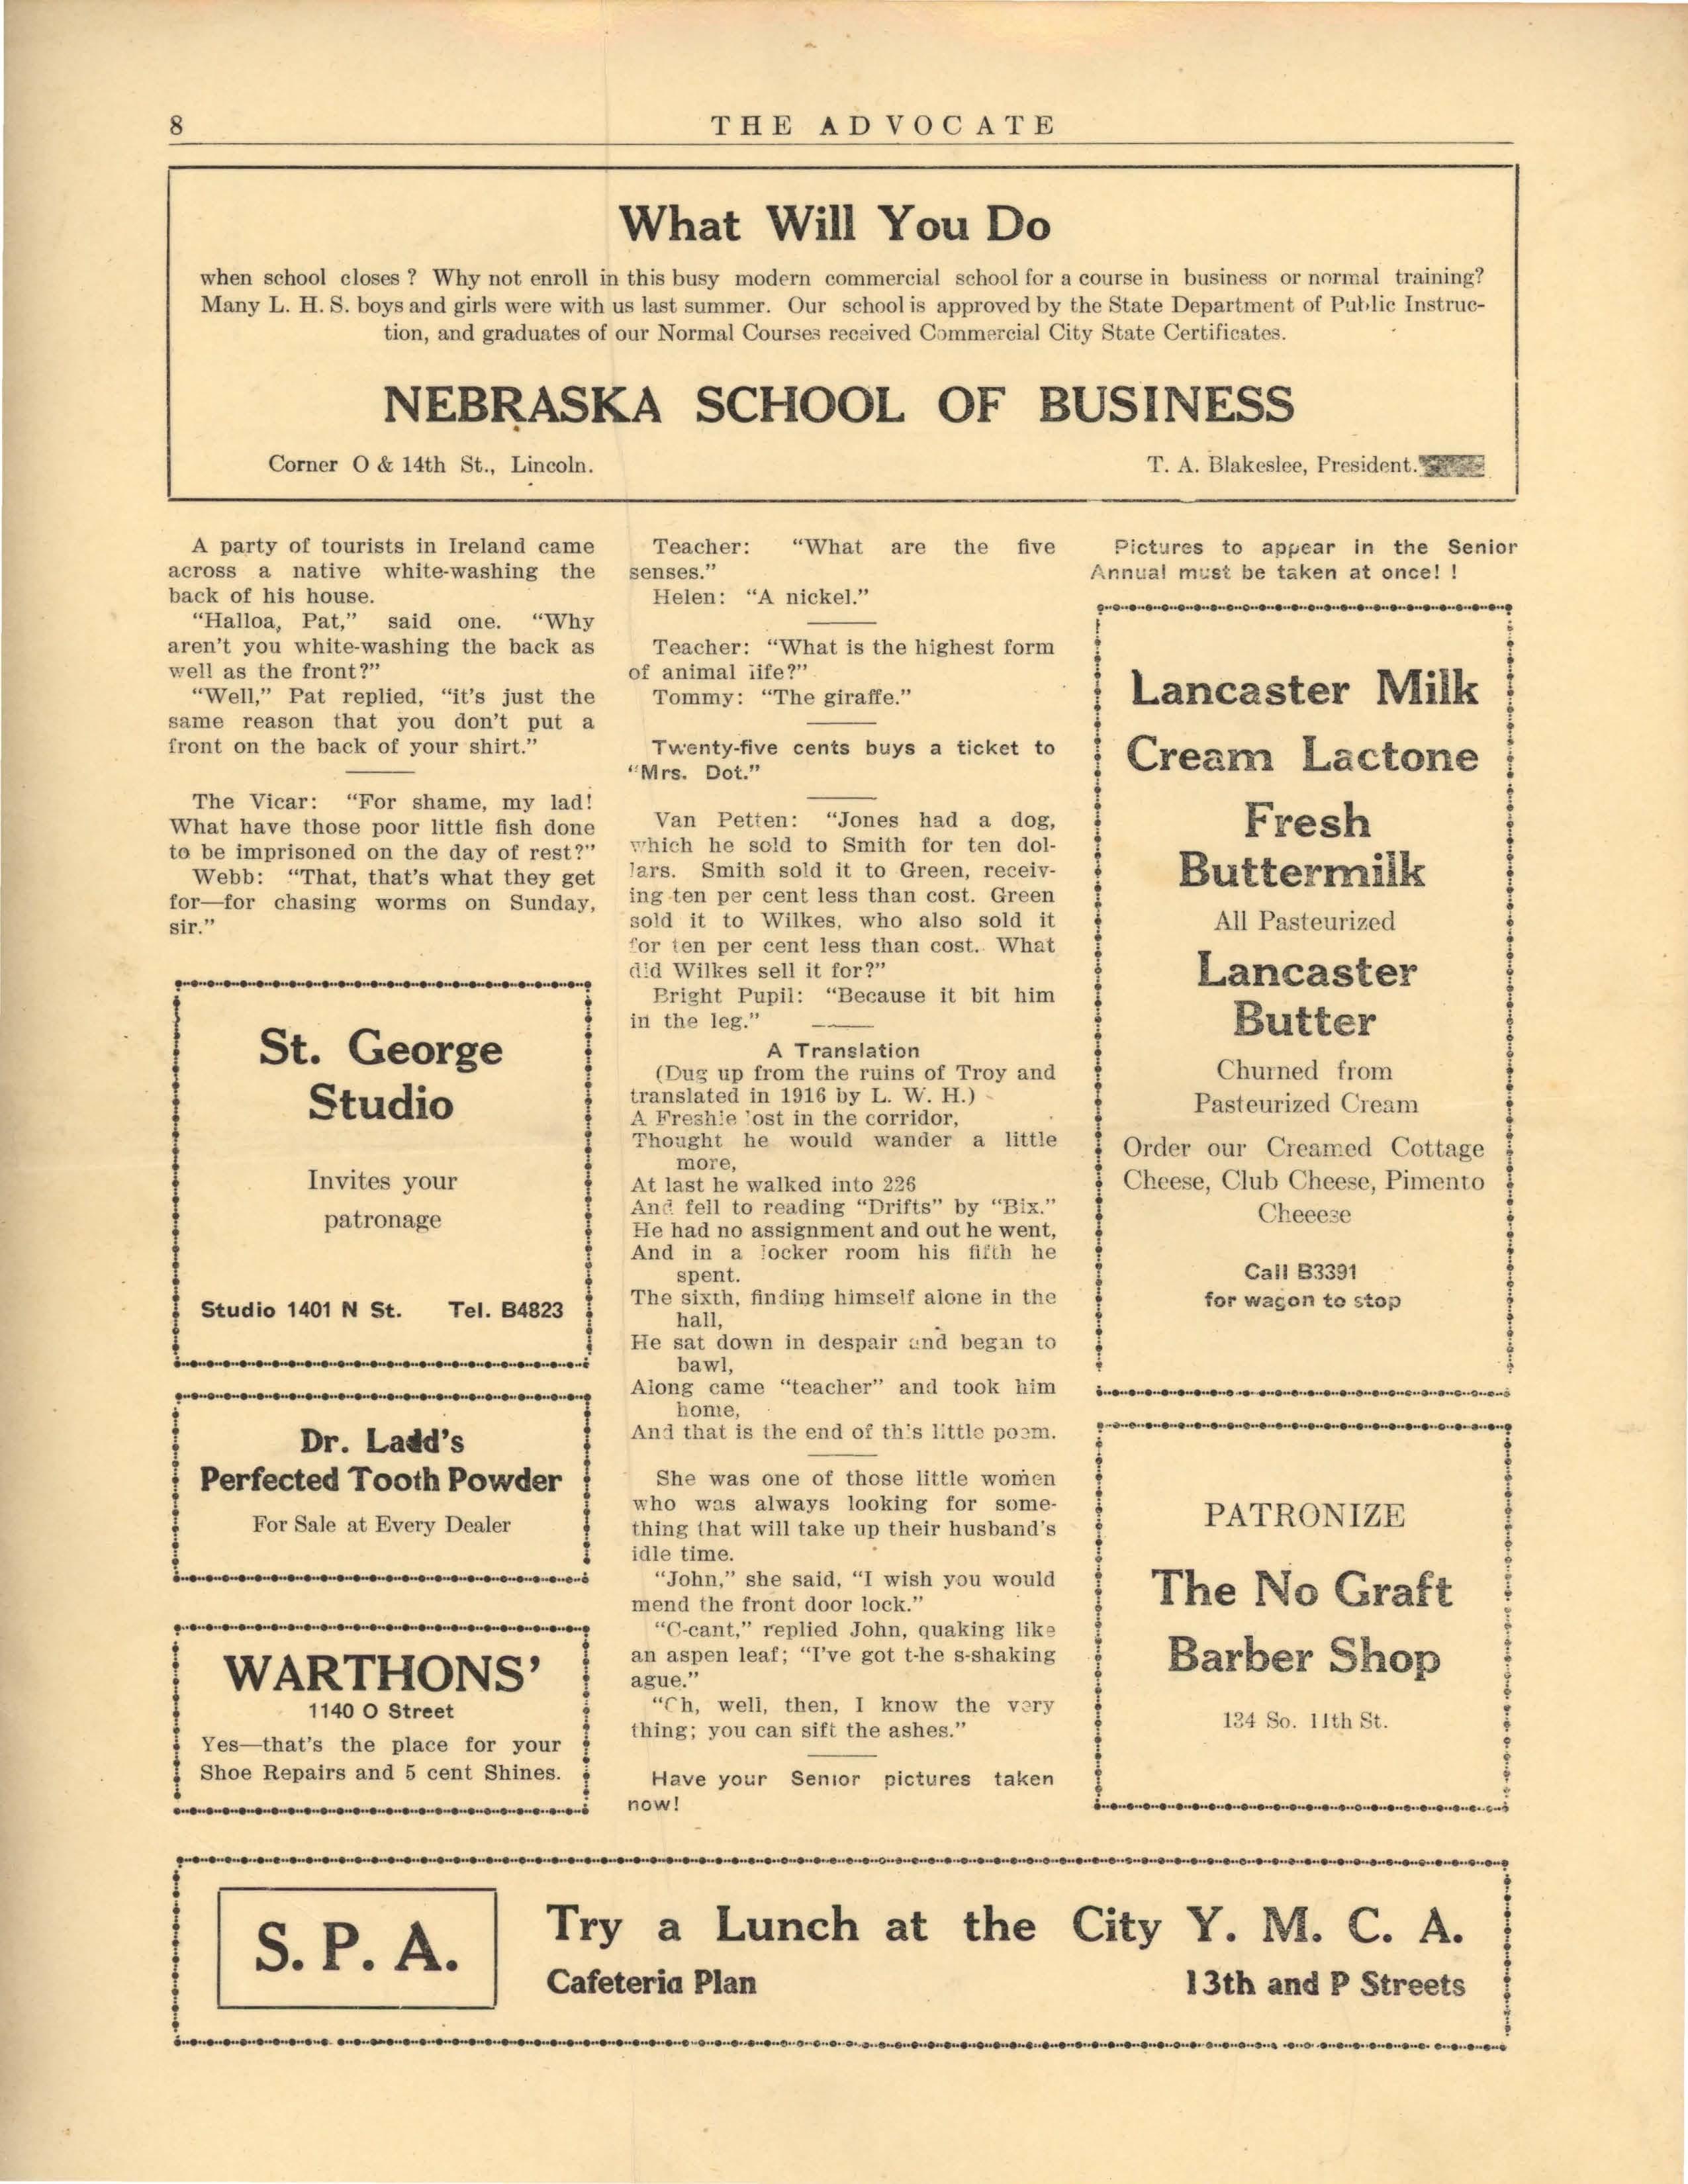 8
THE ADVOCATE
What Will You Do
when school closes ? Why not enroll in this busy modern commercial school for a course in business or normal training?
Many L. H. S. boys and girls were with us last summer. Our school is approved by the State Department of Public Instruc-
tion, and graduates of our Normal Courses received Commercial City State Certificates.
NEBRASKA SCHOOL OF BUSINESS
Corner O & 14th St., Lincoln.
T. A. Blakeslee, President.
A party of tourists in Ireland came
across a native white-washing the
back of his house.
“Halloa, Pat,” said one. “Why
aren't you white-washing the back as
well as the front?”
“Well,” Pat replied, “it's just the
same reason that you don't put a
front on the back of your shirt.”
The Vicar: “For shame, my lad!
What have those poor little fish done
to be imprisoned on the day of rest?”
Webb: “That, that's what they get
for—for chasing worms on Sunday,
sir.”
St. George
Studio
Invites your
patronage
Studio 1401 N St. Tel. B4823
Dr. Ladd's
Perfected Tooth Powder
For Sale at Every Dealer
WARTHONS’
1140 O Street
Yes—that's the place for your
Shoe Repairs and 5 cent Shines.
Teacher: “What are the five
senses.”
Helen: “A nickel.”
Teacher: “What is the highest form
of animal life?”
Tommy: “The giraffe.”
Twenty-five cents buys a ticket to
“Mrs. Dot.”
Van Petten: “Jones had a dog,
which he sold to Smith for ten dol-
lars. Smith sold it to Green, receiv-
ing ten per cent less than cost. Green
sold it to Wilkes, who also sold it
for ten per cent less than cost. What
did Wilkes sell it for?”
Bright Pupil: “Because it bit him
in the leg.”
A Translation
(Dug up from the ruins of Troy and
translated in 1916 by L. W. H.)
A Freshie lost in the corridor,
Thought he would wander a little
more,
At last he walked into 226
And fell to reading “Drifts” by “Bix.”
He had no assignment and out he went,
And in a locker room his fifth he
spent.
The sixth, finding himself alone in the
hall,
He sat down in despair and began to
bawl,
Along came “teacher” and took him
home,
And that is the end of this little poem.
She was one of those little women
who was always looking for some-
thing that will take up their husband's
idle time.
“John,” she said, “I wish you would
mend the front door lock.”
“C-cant,” replied John, quaking like
an aspen leaf; “I've got t-he s-shaking
ague.”
“Oh, well, then, I know the very
thing; you can sift the ashes.”
Have your Senior pictures taken
now!
Pictures to appear in the Senior
Annual must be taken at once! !
Lancaster Milk
Cream Lactone
Fresh
Buttermilk
All Pasteurized
Lancaster
Butter
Churned from
Pasteurized Cream
Order our Creamed Cottage
Cheese, Club Cheese, Pimento
Cheeese
Call B3391
for wagon to stop
PATRONIZE
The No Graft
Barber Shop
134 So. 11th St.
S. P. A.
Try a Lunch at the City Y. M. C. A.
Cafeteria Plan
13th and P Streets